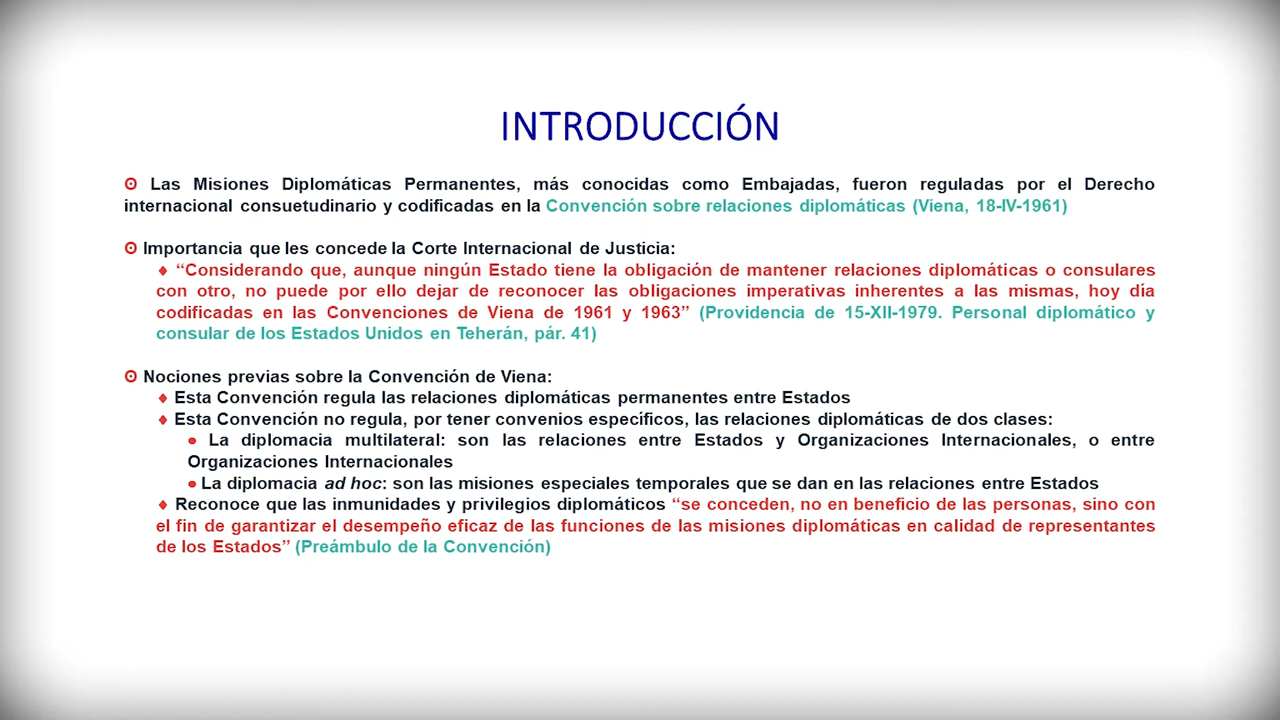 INTRODUCCIÓN
⊙ Las Misiones Diplomáticas Permanentes, más conocidas como Embajadas, fueron reguladas por el Derecho
internacional consuetudinario y codificadas en la Convención sobre relaciones diplomáticas (Viena, 18-IV-1961)
⊙ Importancia que les concede la Corte Internacional de Justicia:
♦ “Considerando que, aunque ningún Estado tiene la obligación de mantener relaciones diplomáticas o consulares
con otro, no puede por ello dejar de reconocer las obligaciones imperativas inherentes a las mismas, hoy día
codificadas en las Convenciones de Viena de 1961 y 1963” (Providencia de 15-XII-1979. Personal diplomático y
consular de los Estados Unidos en Teherán, pár. 41)
⊙ Nociones previas sobre la Convención de Viena:
♦ Esta Convención regula las relaciones diplomáticas permanentes entre Estados
♦ Esta Convención no regula, por tener convenios específicos, las relaciones diplomáticas de dos clases:
● La diplomacia multilateral: son las relaciones entre Estados y Organizaciones Internacionales, o entre
Organizaciones Internacionales
● La diplomacia ad hoc: son las misiones especiales temporales que se dan en las relaciones entre Estados
♦ Reconoce que las inmunidades y privilegios diplomáticos “se conceden, no en beneficio de las personas, sino con
el fin de garantizar el desempeño eficaz de las funciones de las misiones diplomáticas en calidad de representantes
de los Estados” (Preámbulo de la Convención)